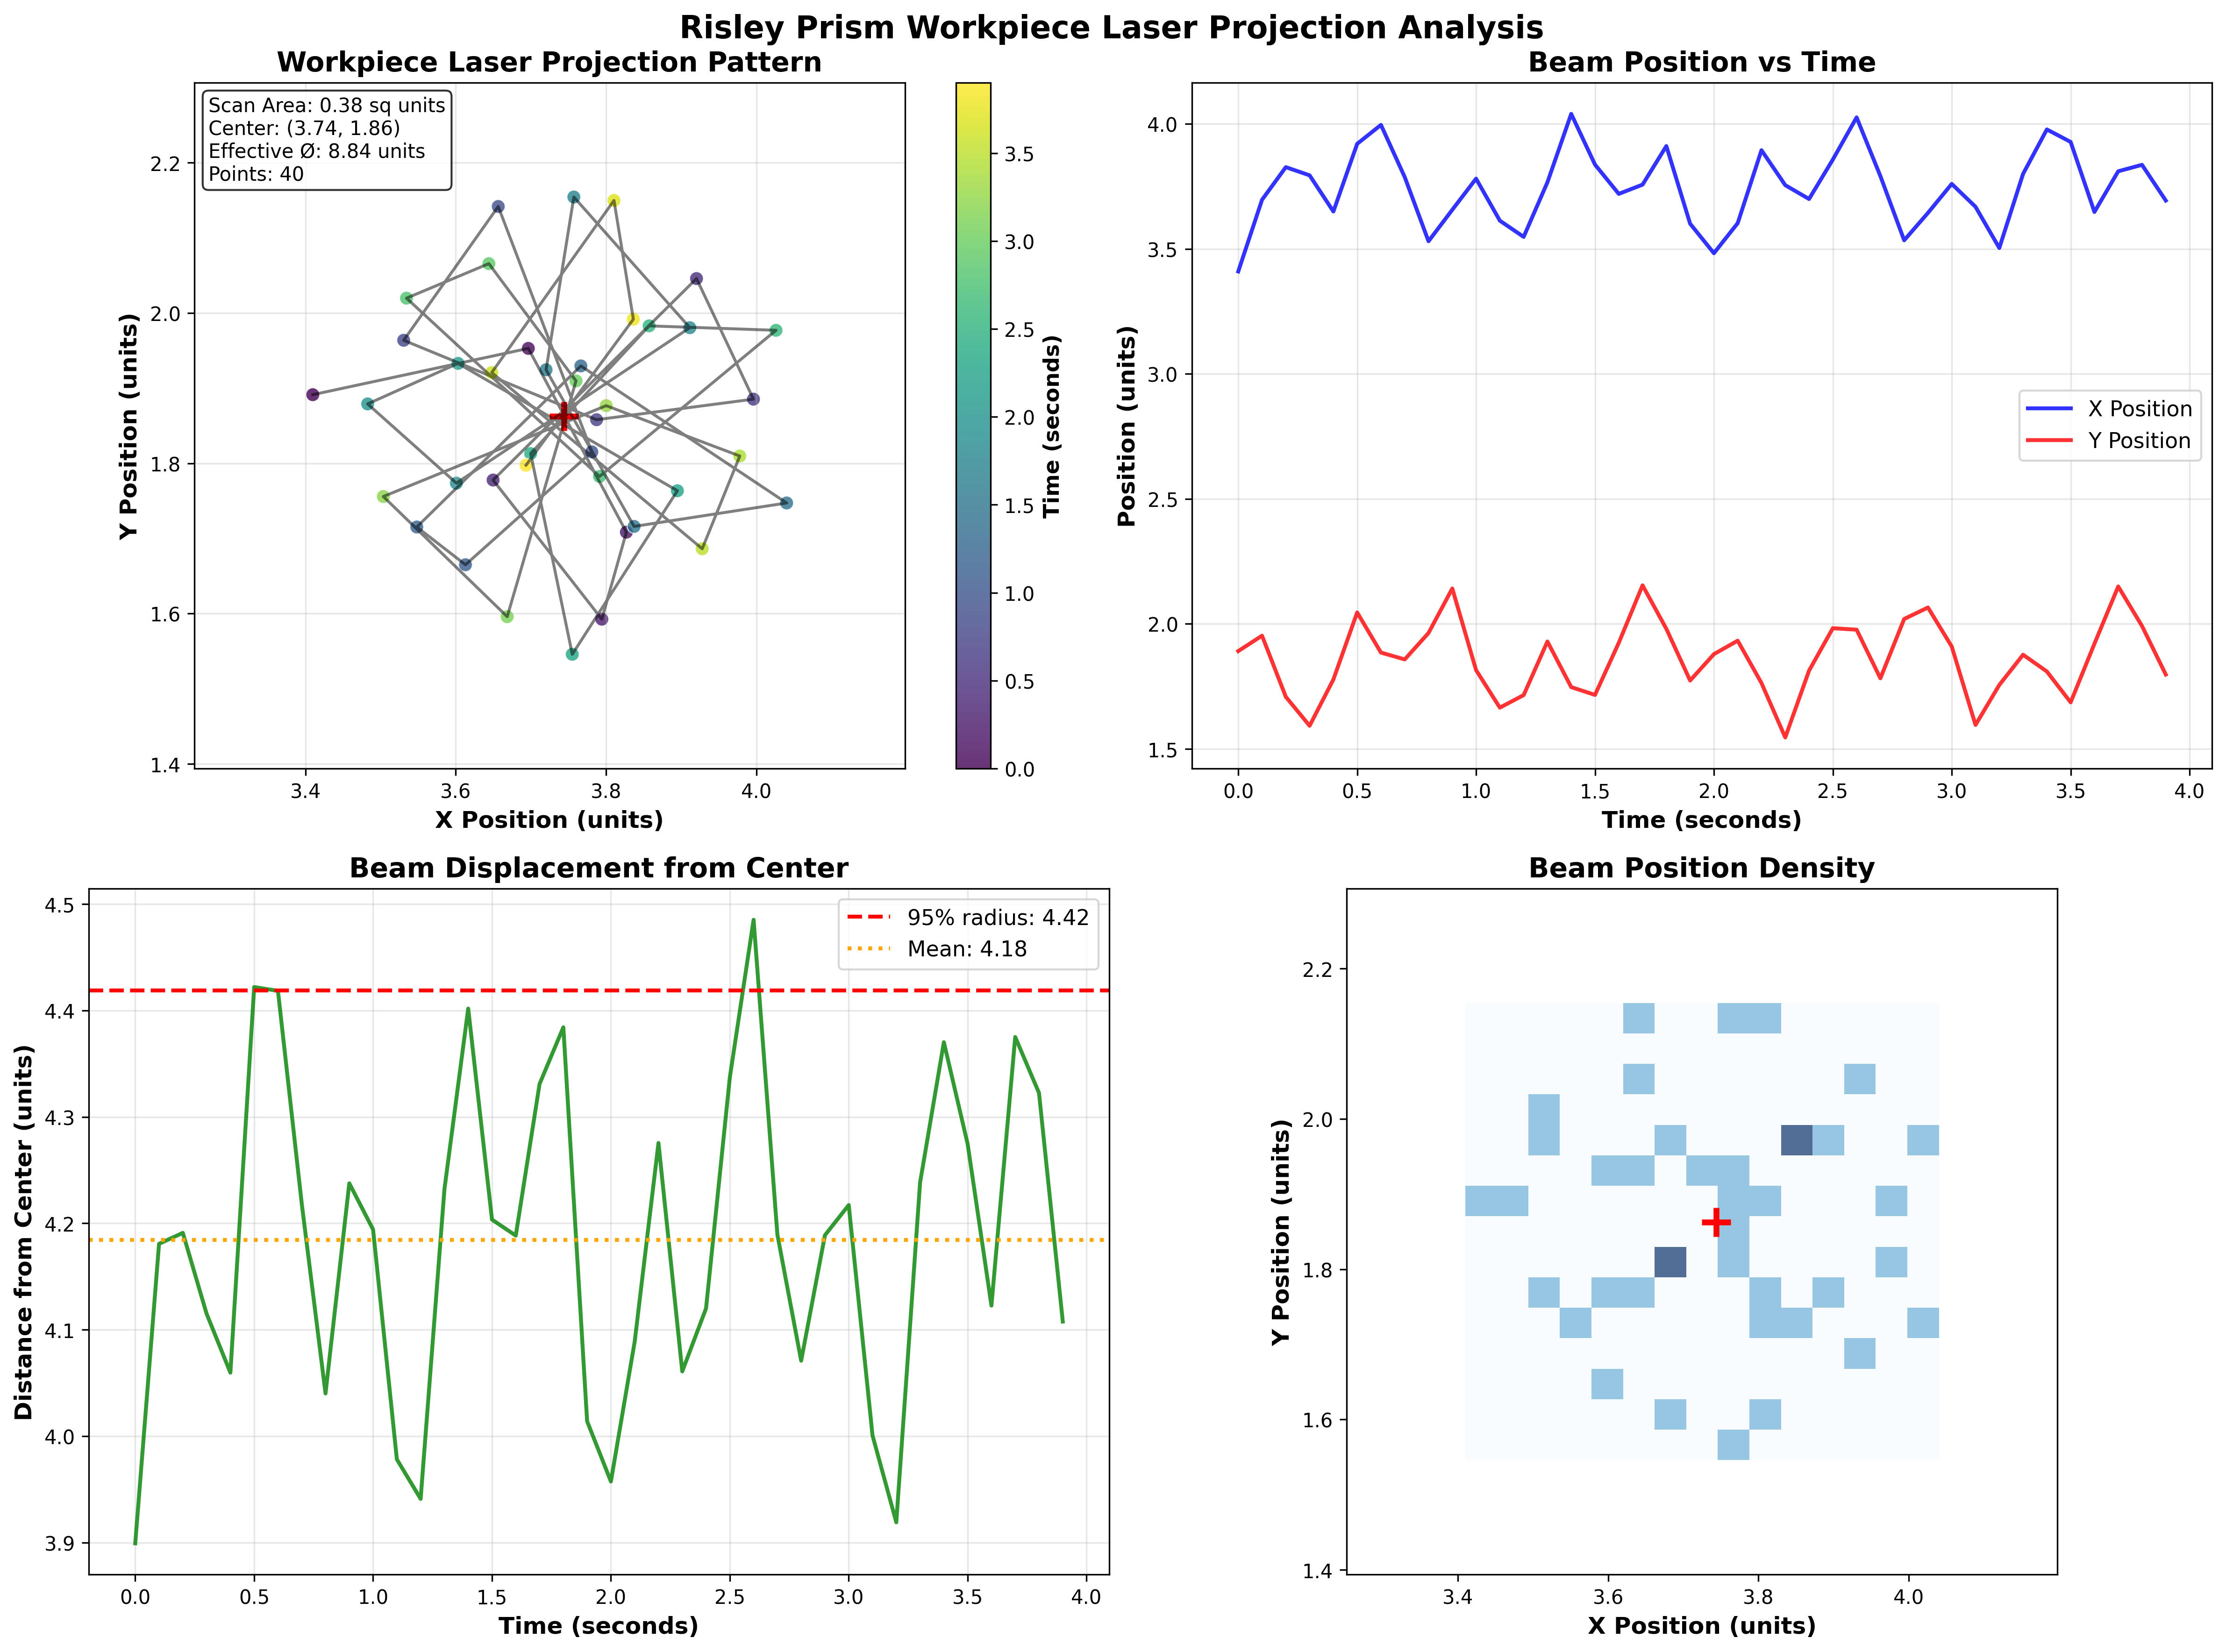 Risley Prism Workpiece Laser Projection Analysis
Workpiece Laser Projection Pattern
Scan Area: 0.38 sq units
Center: (3.74, 1.86)
Effective Ø: 8.84 units
Points: 40
2.2
2.0
1.8
1.6
1.4
Y Position (units)
3.4 3.6 3.8 4.0
X Position (units)
3.5
3.0
2.5
2.0
1.5
1.0
0.5
0.0
Time (seconds)
Beam Position vs Time
4.0
3.5
3.0
2.5
2.0
1.5
Position (units)
X Position
Y Position
0.0 0.5 1.0 1.5 2.0 2.5 3.0 3.5 4.0
Time (seconds)
Beam Displacement from Center
4.5
4.4
4.3
4.2
4.1
4.0
3.9
Distance from Center (units)
95% radius: 4.42
Mean: 4.18
0.0 0.5 1.0 1.5 2.0 2.5 3.0 3.5 4.0
Time (seconds)
Beam Position Density
2.2
2.0
1.8
1.6
1.4
Y Position (units)
3.4 3.6 3.8 4.0
X Position (units)